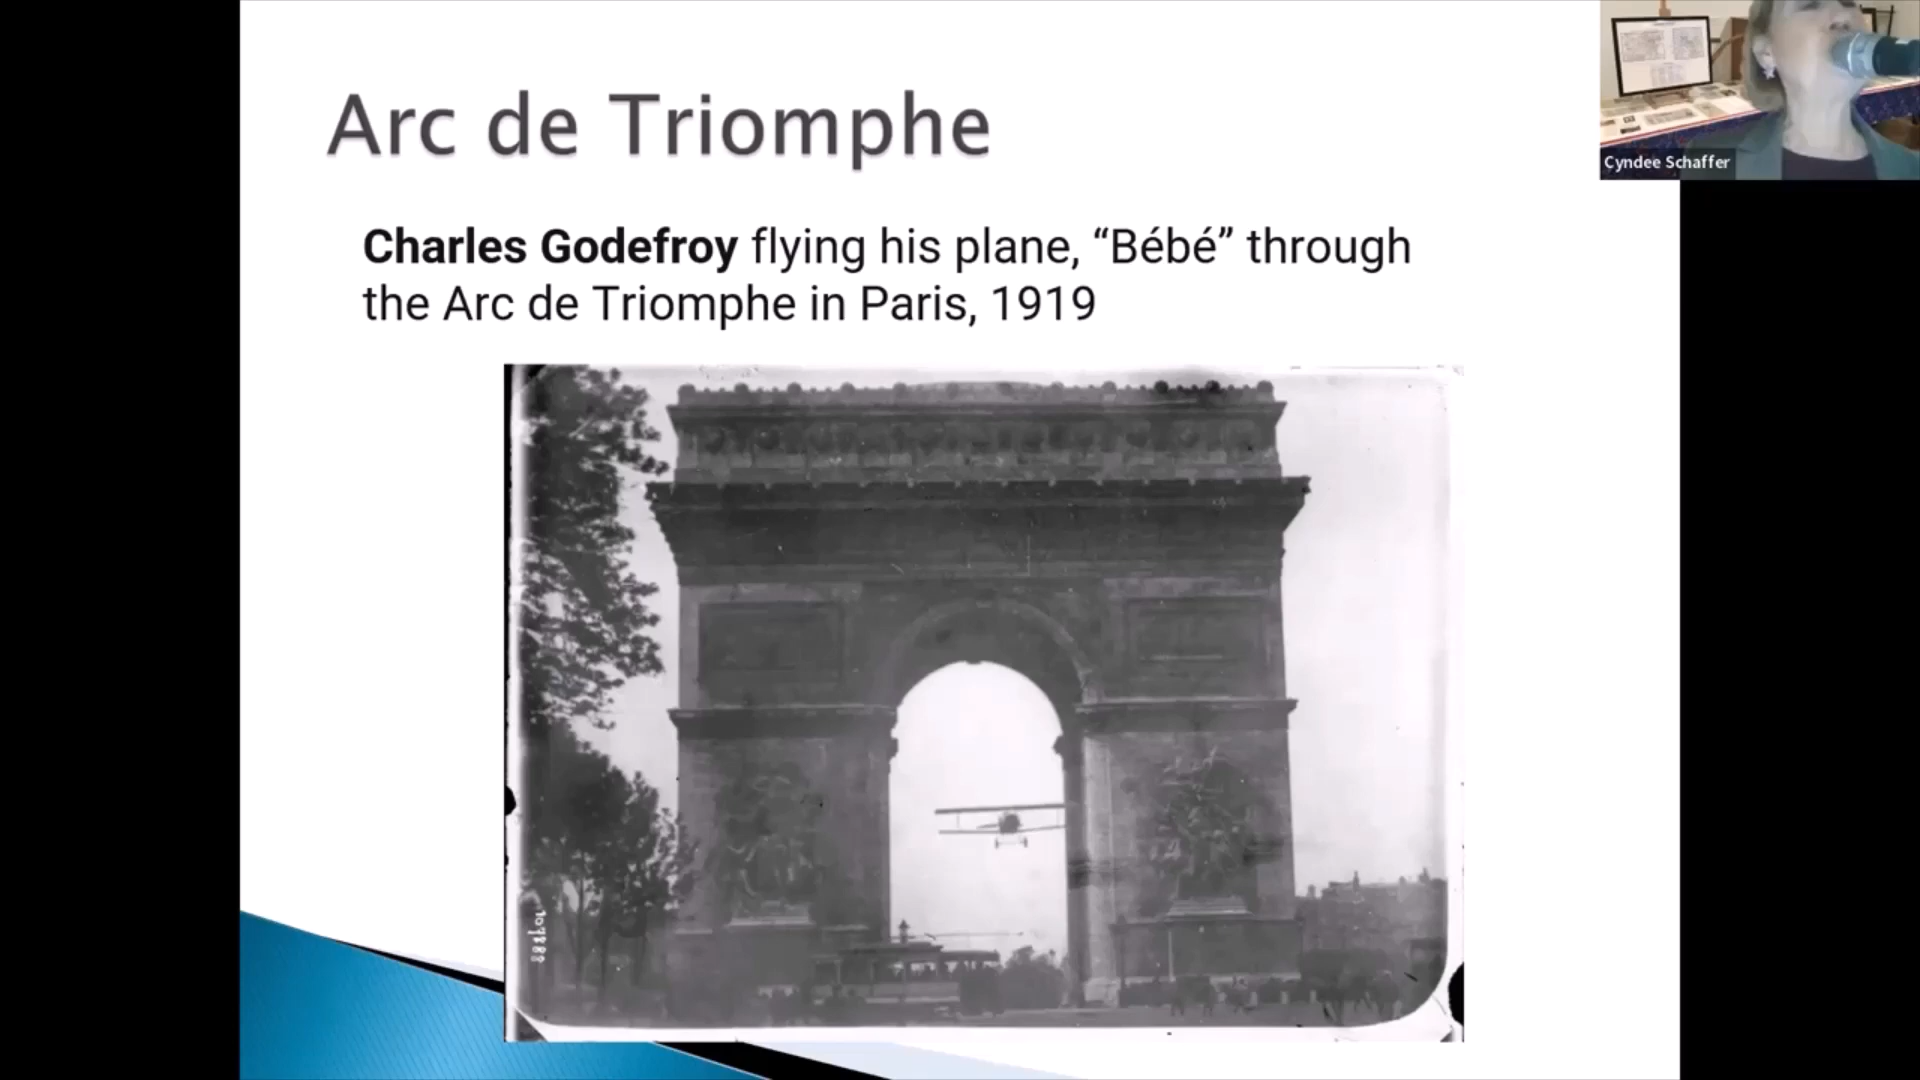 Arc de Triomphe
Cyndee Schaffer
Charles Godefroy flying his plane, “Bébé” through
the Arc de Triomphe in Paris, 1919